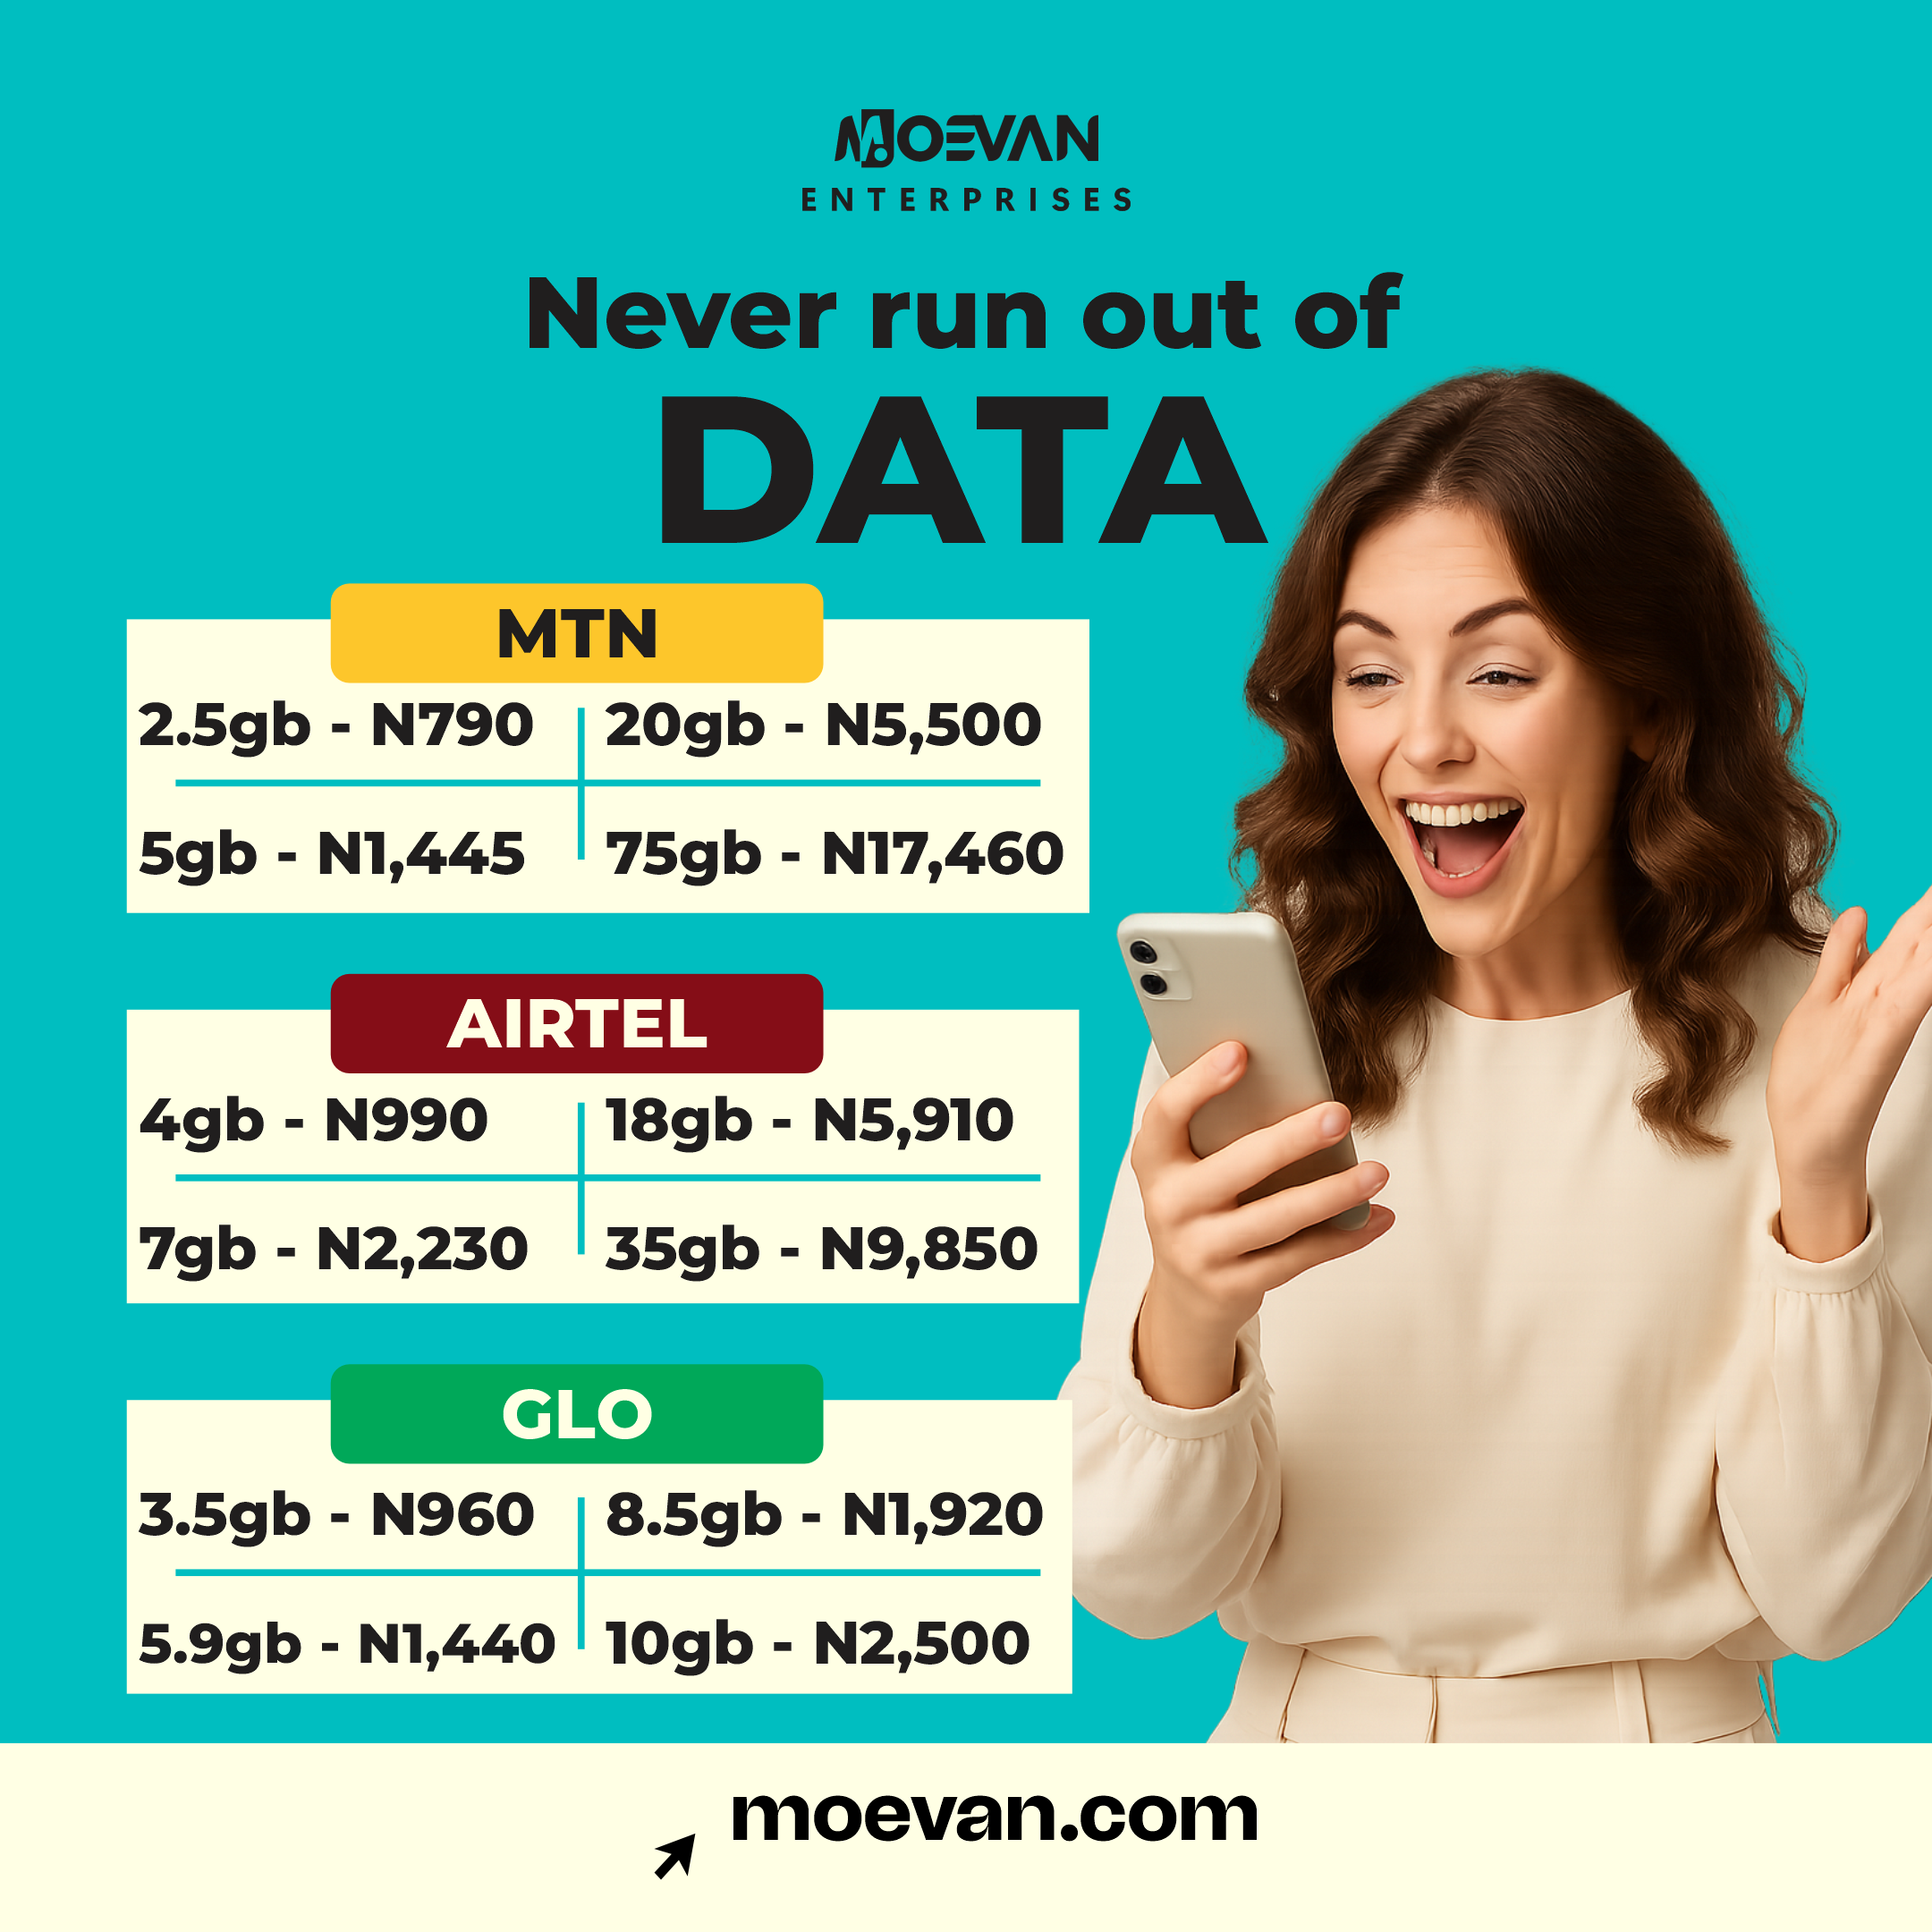 MOEVAN
ENTERPRISES
Never run out of
DATA
MTN
2.5gb - N790
20gb - N5,500
5gb - N1,445
75gb - N17,460
AIRTEL
4gb - N990
18gb - N5,910
7gb - N2,230
35gb - N9,850
GLO
3.5gb - N960
8.5gb - N1,920
5.9gb - N1,440
10gb - N2,500
moevan.com